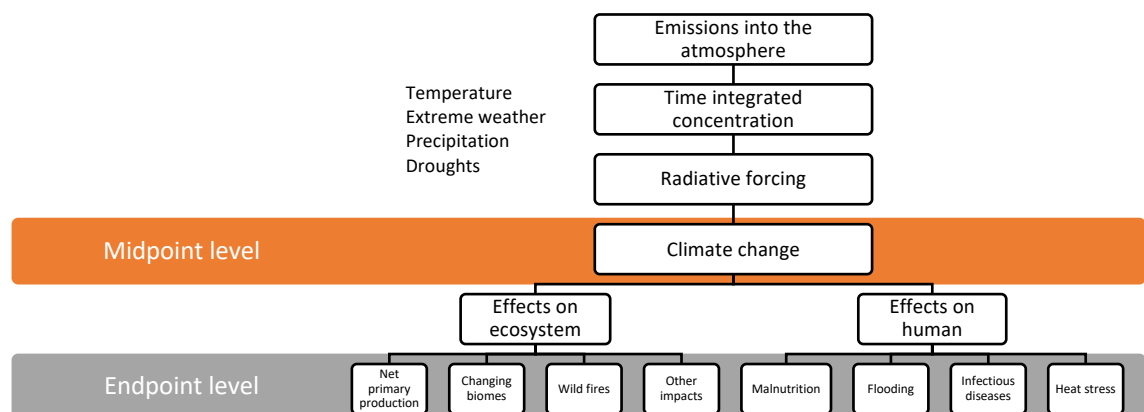 Emissions into the
atmosphere
Temperature
Extreme weather
Precipitation
Droughts
Time integrated
concentration
Radiative forcing
Midpoint level
Climate change
Effects on
ecosystem
Effects on
human
Endpoint level
Net
primary
production
Changing
biomes
Wild fires
Other
impacts
Malnutrition
Flooding
Infectious
diseases
Heat stress